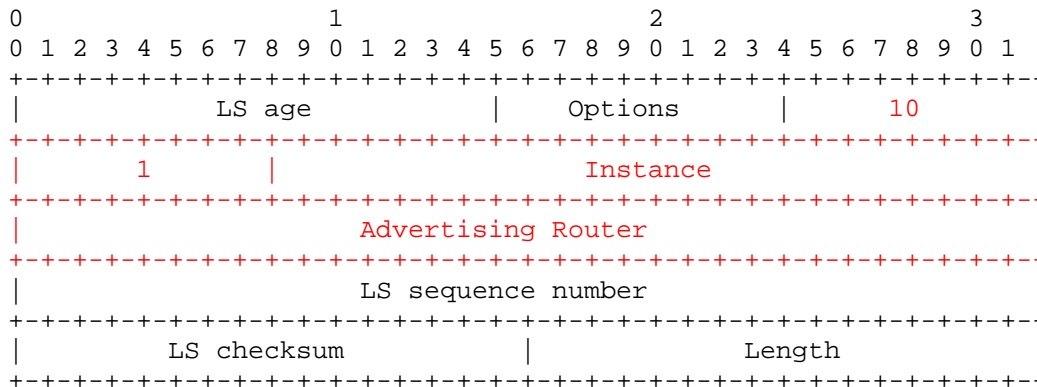 0                   1                   2                   3
0 1 2 3 4 5 6 7 8 9 0 1 2 3 4 5 6 7 8 9 0 1 2 3 4 5 6 7 8 9 0 1
+-+-+-+-+-+-+-+-+-+-+-+-+-+-+-+-+-+-+-+-+-+-+-+-+-+-+-+-+-+-+-+-
|            LS age           |    Options      |      10
+-+-+-+-+-+-+-+-+-+-+-+-+-+-+-+-+-+-+-+-+-+-+-+-+-+-+-+-+-+-+-+-
|       1       |                   Instance
+-+-+-+-+-+-+-+-+-+-+-+-+-+-+-+-+-+-+-+-+-+-+-+-+-+-+-+-+-+-+-+-
|                     Advertising Router
+-+-+-+-+-+-+-+-+-+-+-+-+-+-+-+-+-+-+-+-+-+-+-+-+-+-+-+-+-+-+-+-
|                     LS sequence number
+-+-+-+-+-+-+-+-+-+-+-+-+-+-+-+-+-+-+-+-+-+-+-+-+-+-+-+-+-+-+-+-
|         LS checksum           |             Length
+-+-+-+-+-+-+-+-+-+-+-+-+-+-+-+-+-+-+-+-+-+-+-+-+-+-+-+-+-+-+-+-